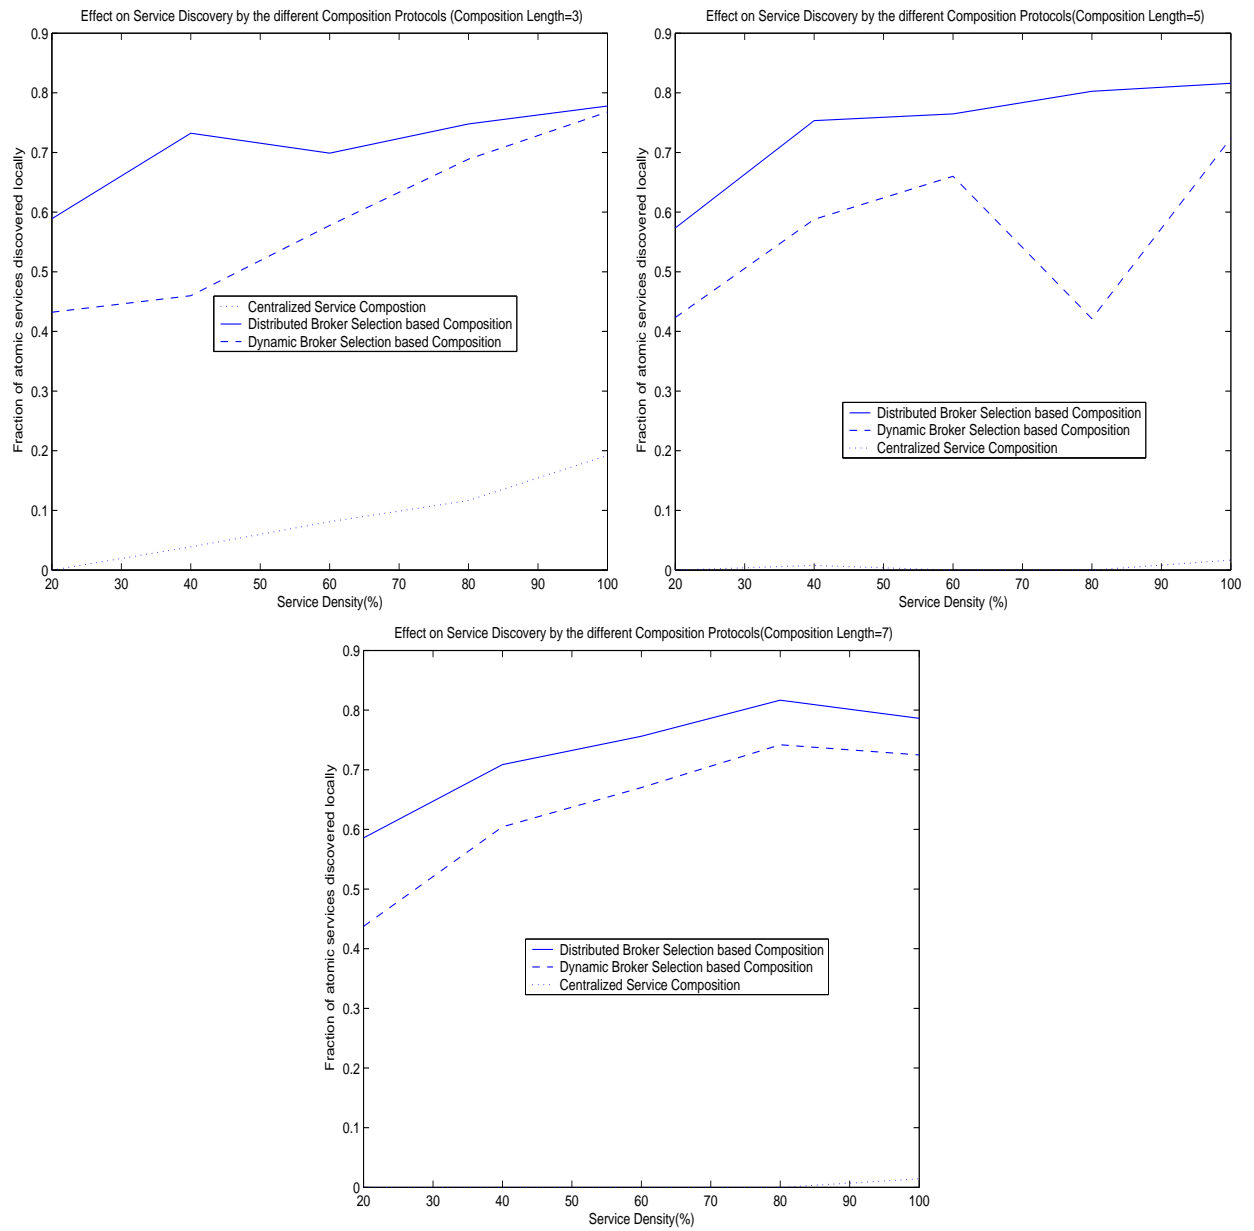 Effect on Service Discovery by the different Composition Protocols (Composition Length=3)
0.9
0.8
0.7
0.6
0.5
0.4
0.3
0.2
0.1
0
Fraction of atomic services discovered locally
Centralized Service Compostion
Distributed Broker Selection based Composition
Dynamic Broker Selection based Composition
20 30 40 50 60 70 80 90 100
Service Density(%)
Effect on Service Discovery by the different Composition Protocols(Composition Length=5)
0.9
0.8
0.7
0.6
0.5
0.4
0.3
0.2
0.1
0
Fraction of atomic services discovered locally
Distributed Broker Selection based Composition
Dynamic Broker Selection based Composition
Centralized Service Composition
20 30 40 50 60 70 80 90 100
Service Density (%)
Effect on Service Discovery by the different Composition Protocols(Composition Length=7)
0.9
0.8
0.7
0.6
0.5
0.4
0.3
0.2
0.1
0
Fraction of atomic services discovered locally
Distributed Broker Selection based Composition
Dynamic Broker Selection based Composition
Centralized Service Composition
20 30 40 50 60 70 80 90 100
Service Density(%)